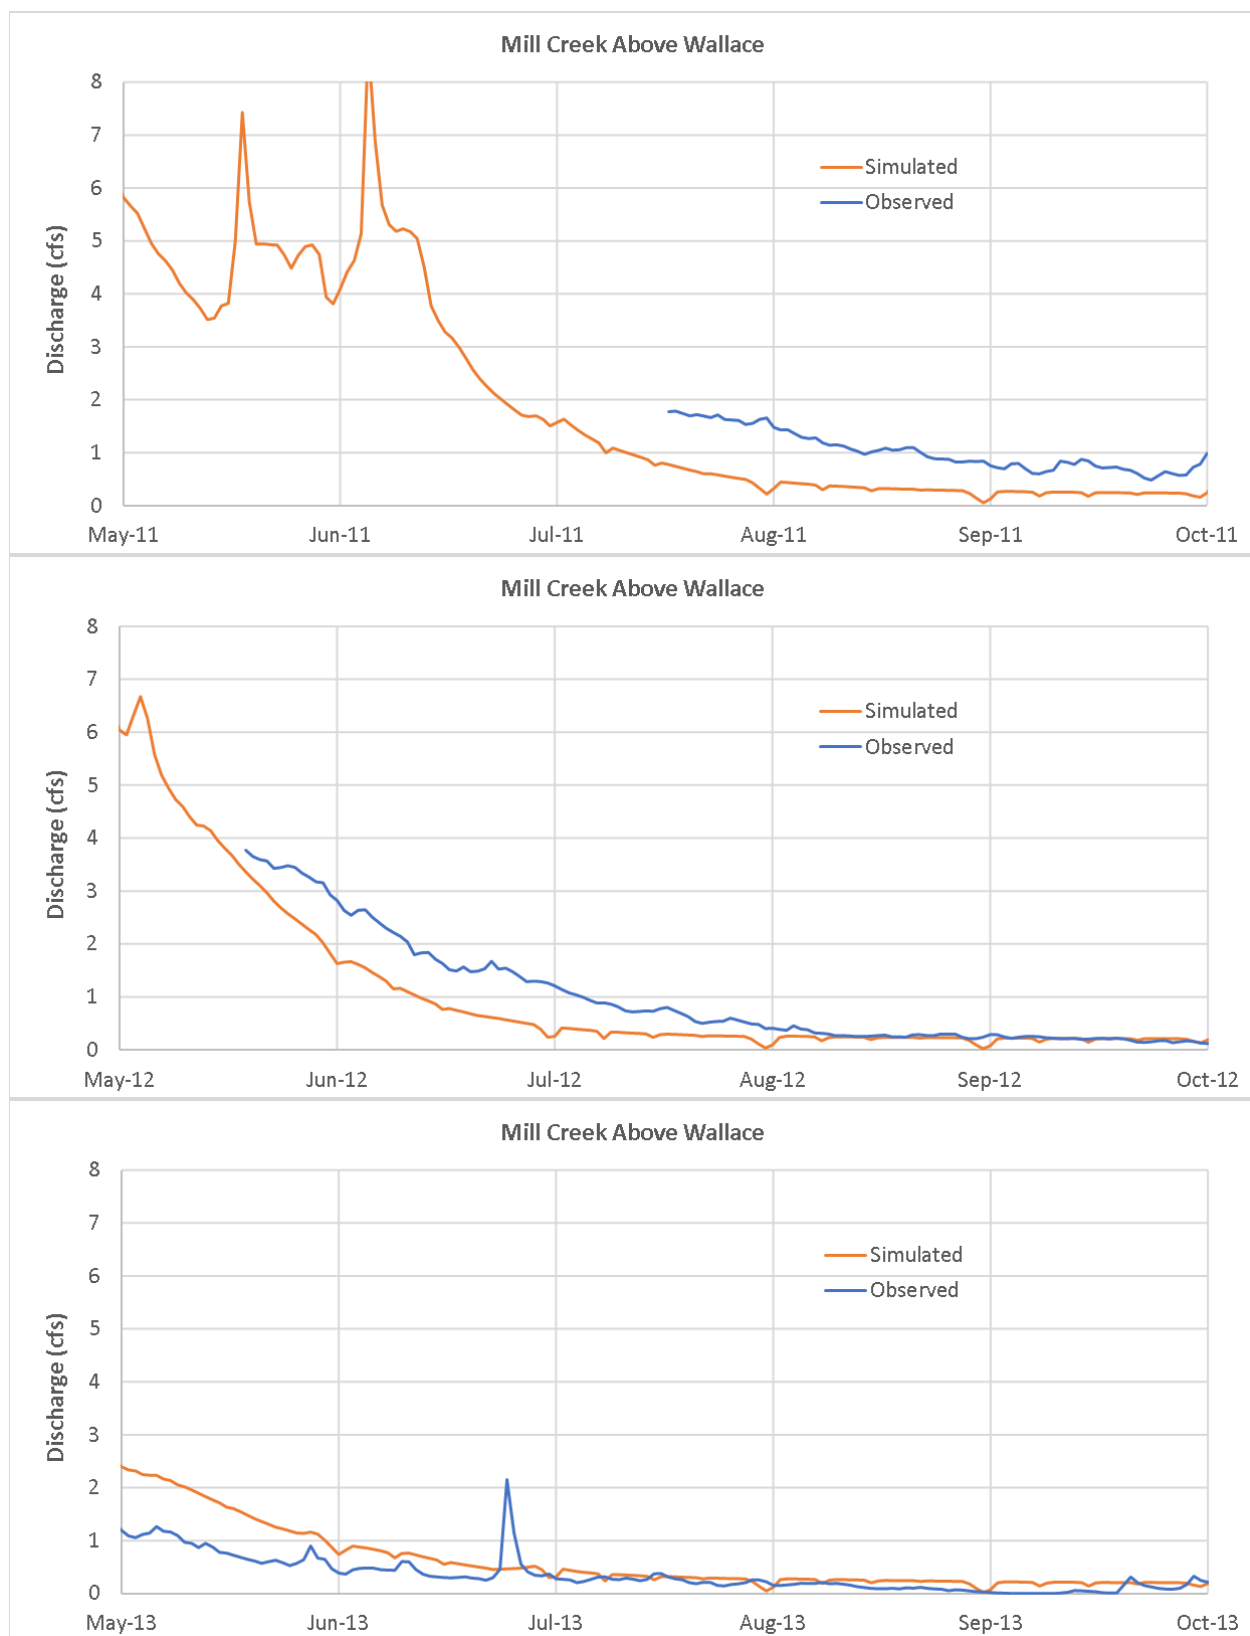 Mill Creek Above Wallace
8
7
6
5
4
3
2
1
0
Discharge (cfs)
Simulated
Observed
May-11 Jun-11 Jul-11 Aug-11 Sep-11 Oct-11
Mill Creek Above Wallace
8
7
6
5
4
3
2
1
0
Discharge (cfs)
Simulated
Observed
May-12 Jun-12 Jul-12 Aug-12 Sep-12 Oct-12
Mill Creek Above Wallace
8
7
6
5
4
3
2
1
0
Discharge (cfs)
Simulated
Observed
May-13 Jun-13 Jul-13 Aug-13 Sep-13 Oct-13